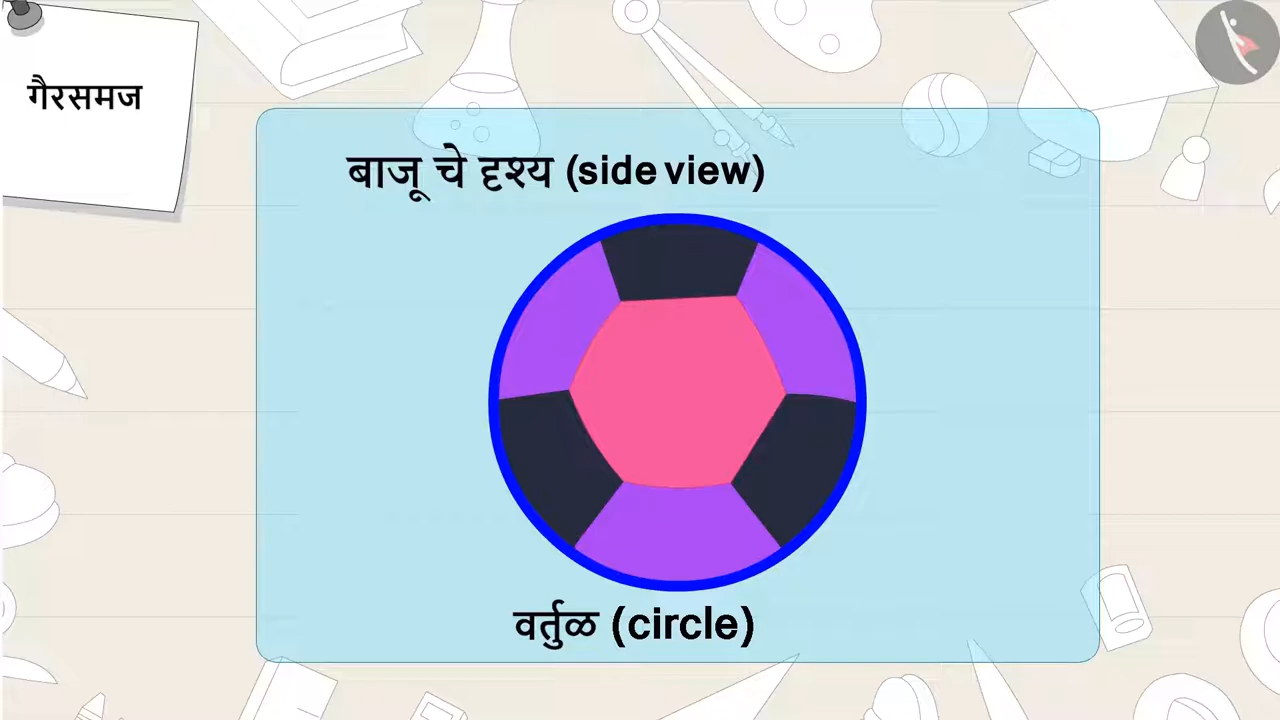 गैरसमज
बाजू चे दृश्य (side view)
वर्तुळ (circle)